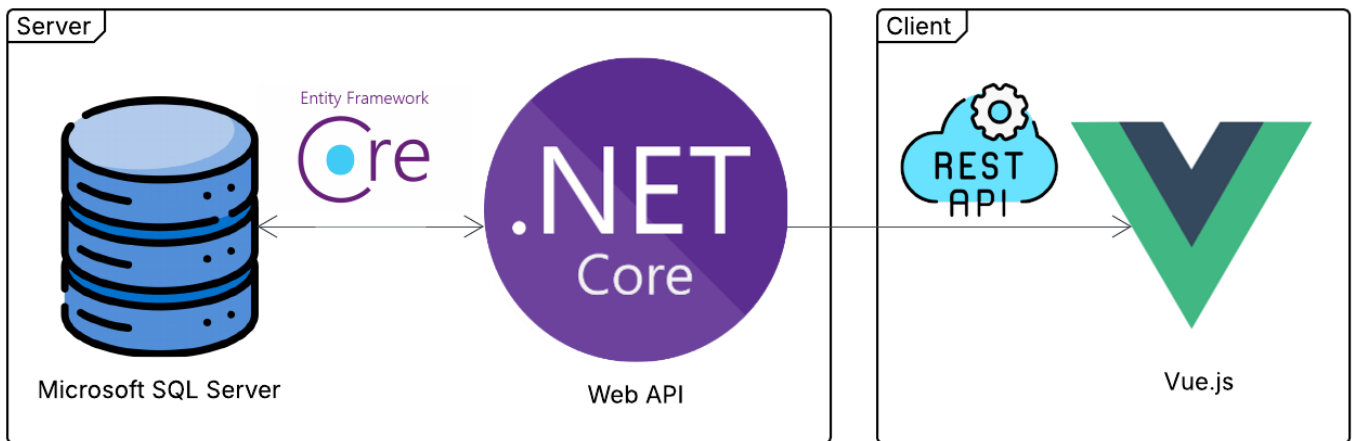 Server
Client
Entity Framework
Core
.NET
Core
REST
API
Microsoft SQL Server
Web API
Vue.js